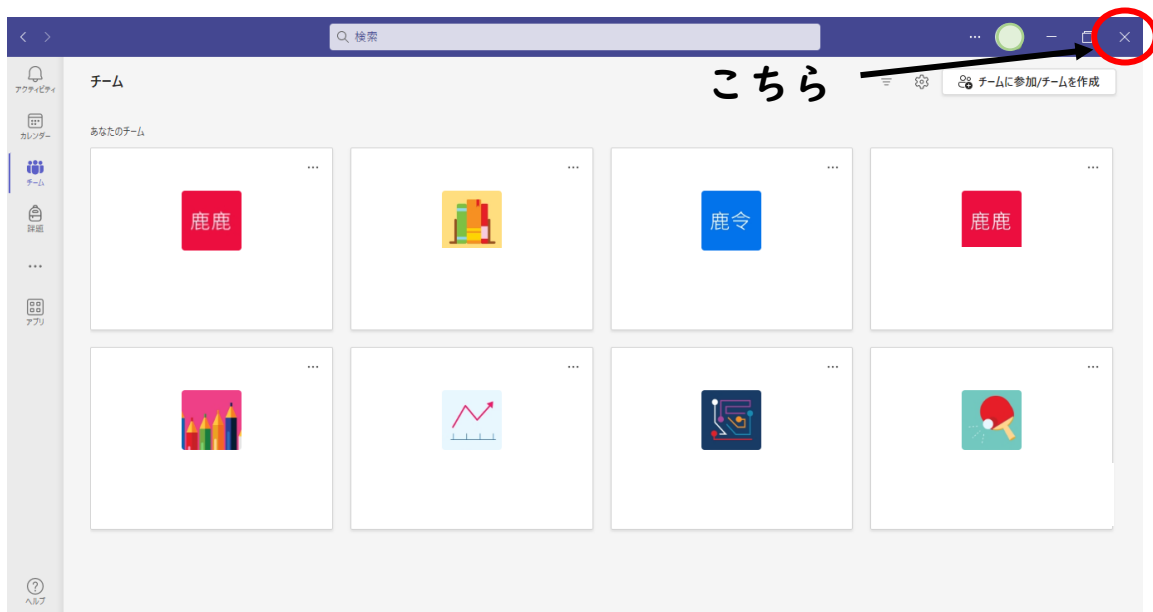 検索
アクティビティ
カレンダー
チーム
課題
アプリ
ヘルプ
チーム
こちら
チームに参加/チームを作成
あなたのチーム
鹿鹿
鹿令
鹿鹿